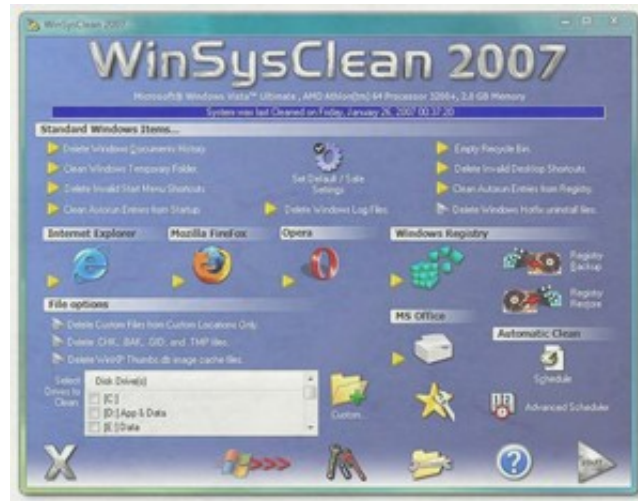 WinSysClean 2007
WinSysClean 2007
Microsoft® Windows Vista™ Ultimate , AMD Athlon(tm) 64 Processor 3200+, 2.0 GB Memory
System was last Cleaned on Friday, January 26, 2007 00:37:20
Standard Windows Items...
Delete Windows Documents History.
Clean Windows Temporary Folder.
Delete Invalid Start Menu Shortcuts.
Clean Autorun Entries from Startup.
Set Default / Safe
Settings
Delete Windows Log Files.
Empty Recycle Bin.
Delete Invalid Desktop Shortcuts.
Clean Autorun Entries from Registry.
Delete Windows Hotfix uninstall files.
Internet Explorer
Mozilla FireFox
Opera
Windows Registry
Registry
Backup
Registry
Restore
File options
Delete Custom Files from Custom Locations Only.
Delete .CHK, .BAK, .GID, and .TMP files.
Delete WinXP Thumbs.db image cache files.
MS Office
Automatic Clean
Schedule
Advanced Scheduler
Select
Drives to
Clean:
Disk Drive(s)
[C:]
[D:] App & Data
[E:] Data
Custom...
START